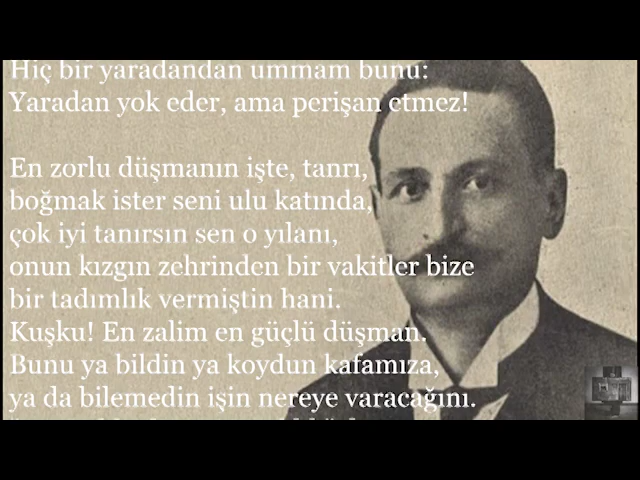 Hiç bir yaradandan ummam bunu:
Yaradan yok eder, ama perişan etmez!
En zorlu düşmanın işte, tanrı,
boğmak ister seni ulu katında,
çok iyi tanırsın sen o yılanı,
onun kızgın zehrinden bir vakitler bize
bir tadımlık vermiştin hani.
Kuşku! En zalim en güçlü düşman.
Bunu ya bildin ya koydun kafamıza,
ya da bilemedin işin nereye varacağını.